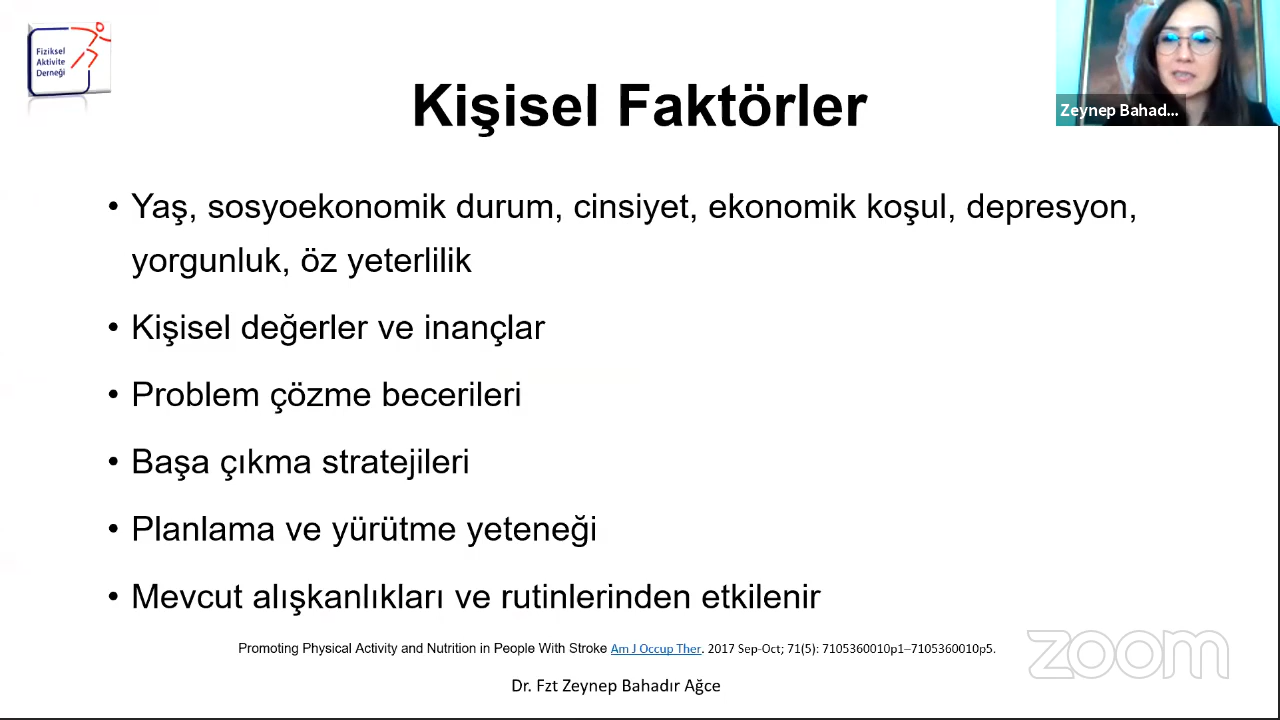 Fiziksel
Aktivite
Derneği
Zeynep Bahad...
Kişisel Faktörler
• Yaş, sosyoekonomik durum, cinsiyet, ekonomik koşul, depresyon,
yorgunluk, öz yeterlilik
• Kişisel değerler ve inançlar
• Problem çözme becerileri
• Başa çıkma stratejileri
• Planlama ve yürütme yeteneği
• Mevcut alışkanlıkları ve rutinlerinden etkilenir
Promoting Physical Activity and Nutrition in People With Stroke Am J Occup Ther. 2017 Sep-Oct; 71(5): 7105360010p1–7105360010p5.
Dr. Fzt Zeynep Bahadır Ağce
zoom